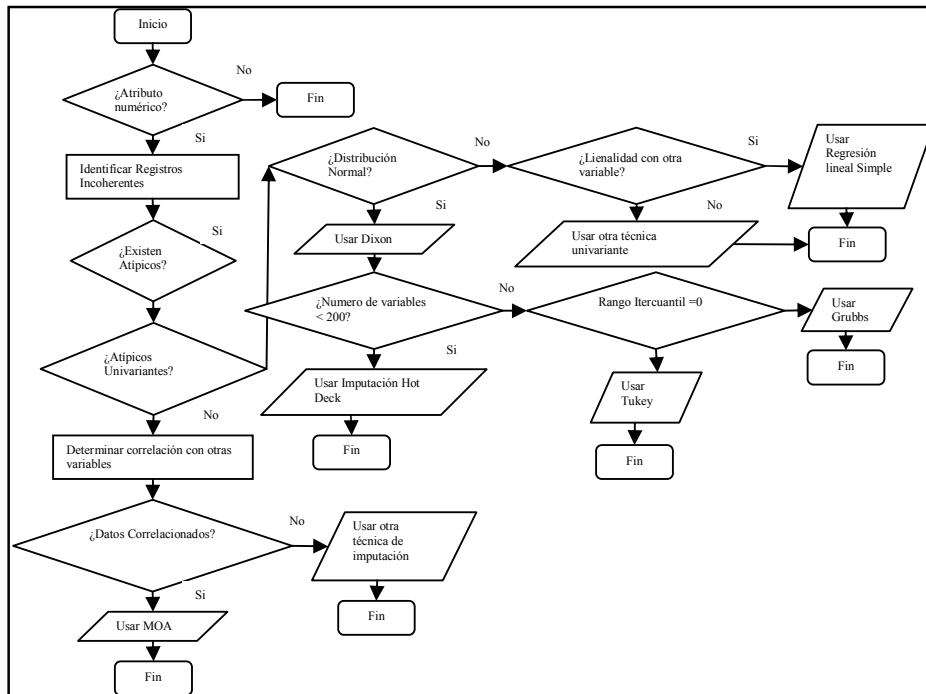 Inicio
¿Atributo
numérico?
No
Fin
Si
Identificar Registros
Incoherentes
Si
¿Existen
Atípicos?
¿Atípicos
Univariantes?
No
Determinar correlación con otras
variables
¿Datos Correlacionados?
No
Usar otra
técnica de
imputación
Fin
Si
Usar MOA
Fin
¿Distribución
Normal?
No
Si
Usar Dixon
¿Numero de variables
< 200?
No
Si
Usar Imputación Hot
Deck
Fin
¿Lienalidad con otra
variable?
Si
Usar
Regresión
lineal Simple
Fin
No
Usar otra técnica
univariante
Rango Itercuantil =0
Usar
Grubbs
Fin
Usar
Tukey
Fin